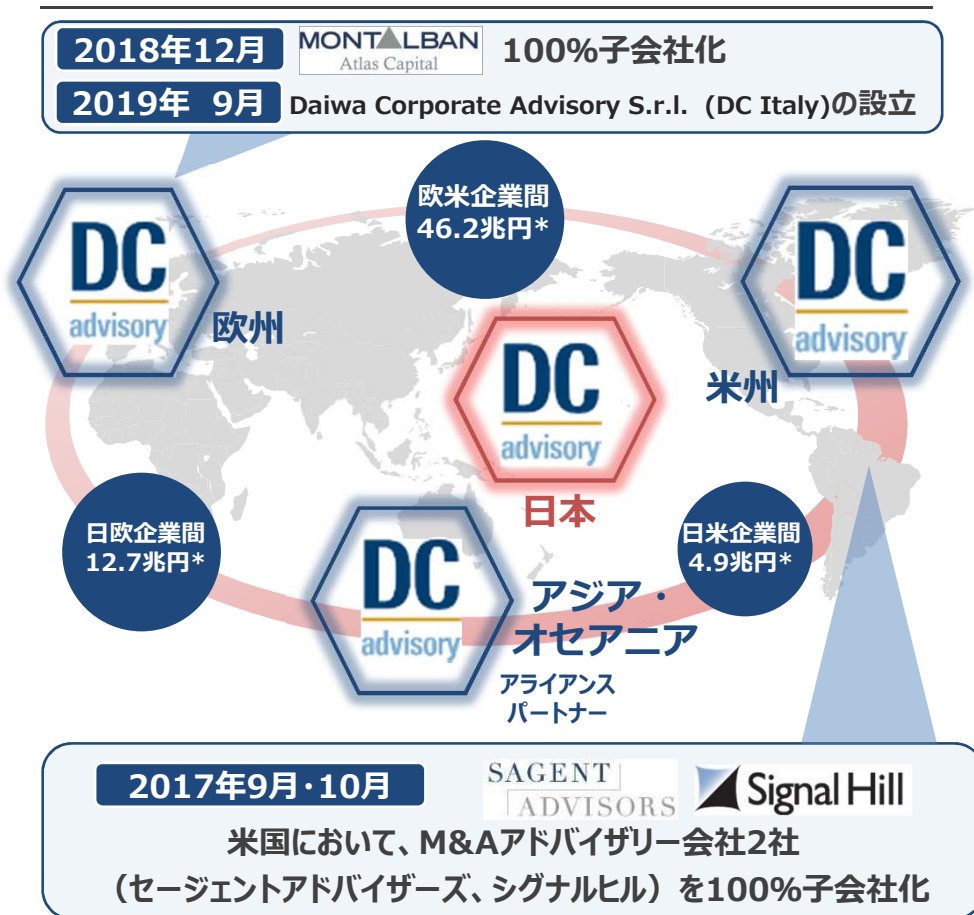 2018年12月 MONTALBAN Atlas Capital 100%子会社化
2019年 9月 Daiwa Corporate Advisory S.r.l. (DC Italy)の設立
欧米企業間
46.2兆円*
DC
advisory
欧州
DC
advisory
米州
DC
advisory
日本
日欧企業間
12.7兆円*
日米企業間
4.9兆円*
DC
advisory
アジア・
オセアニア
アライアンス
パートナー
2017年9月・10月
SAGENT
ADVISORS
Signal Hill
米国において、M&Aアドバイザリー会社2社
（セージェントアドバイザーズ、シグナルヒル）を100%子会社化